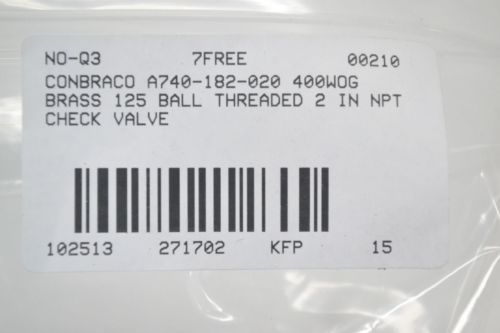 NO-Q3 7FREE 00210
CONBRACO A740-182-020 400WOG
BRASS 125 BALL THREADED 2 IN NPT
CHECK VALVE
102513 271702 KFP 15